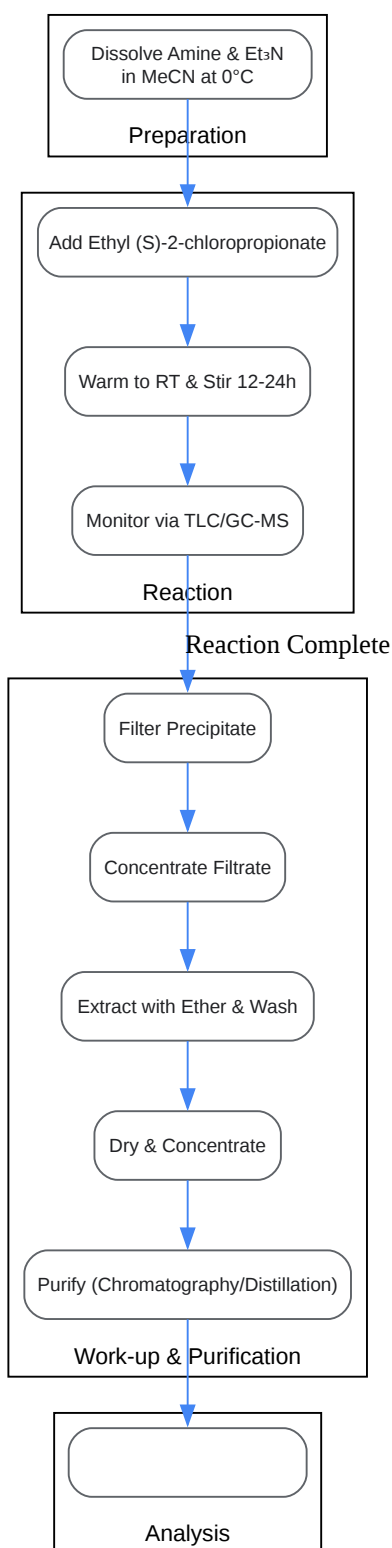 Dissolve Amine & Et₃N
in MeCN at 0°C
Preparation
Add Ethyl (S)-2-chloropropionate
Warm to RT & Stir 12-24h
Monitor via TLC/GC-MS
Reaction
Reaction Complete
Filter Precipitate
Concentrate Filtrate
Extract with Ether & Wash
Dry & Concentrate
Purify (Chromatography/Distillation)
Work-up & Purification
Analysis